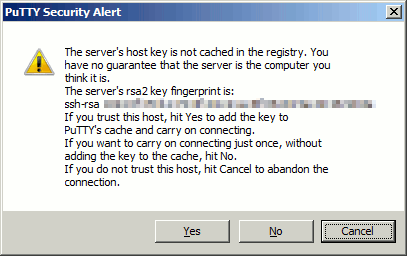 PuTTY Security Alert
The server's host key is not cached in the registry. You
have no guarantee that the server is the computer you
think it is.
The server's rsa2 key fingerprint is:
ssh-rsa
If you trust this host, hit Yes to add the key to
PuTTY's cache and carry on connecting.
If you want to carry on connecting just once, without
adding the key to the cache, hit No.
If you do not trust this host, hit Cancel to abandon the
connection.
Yes
No
Cancel